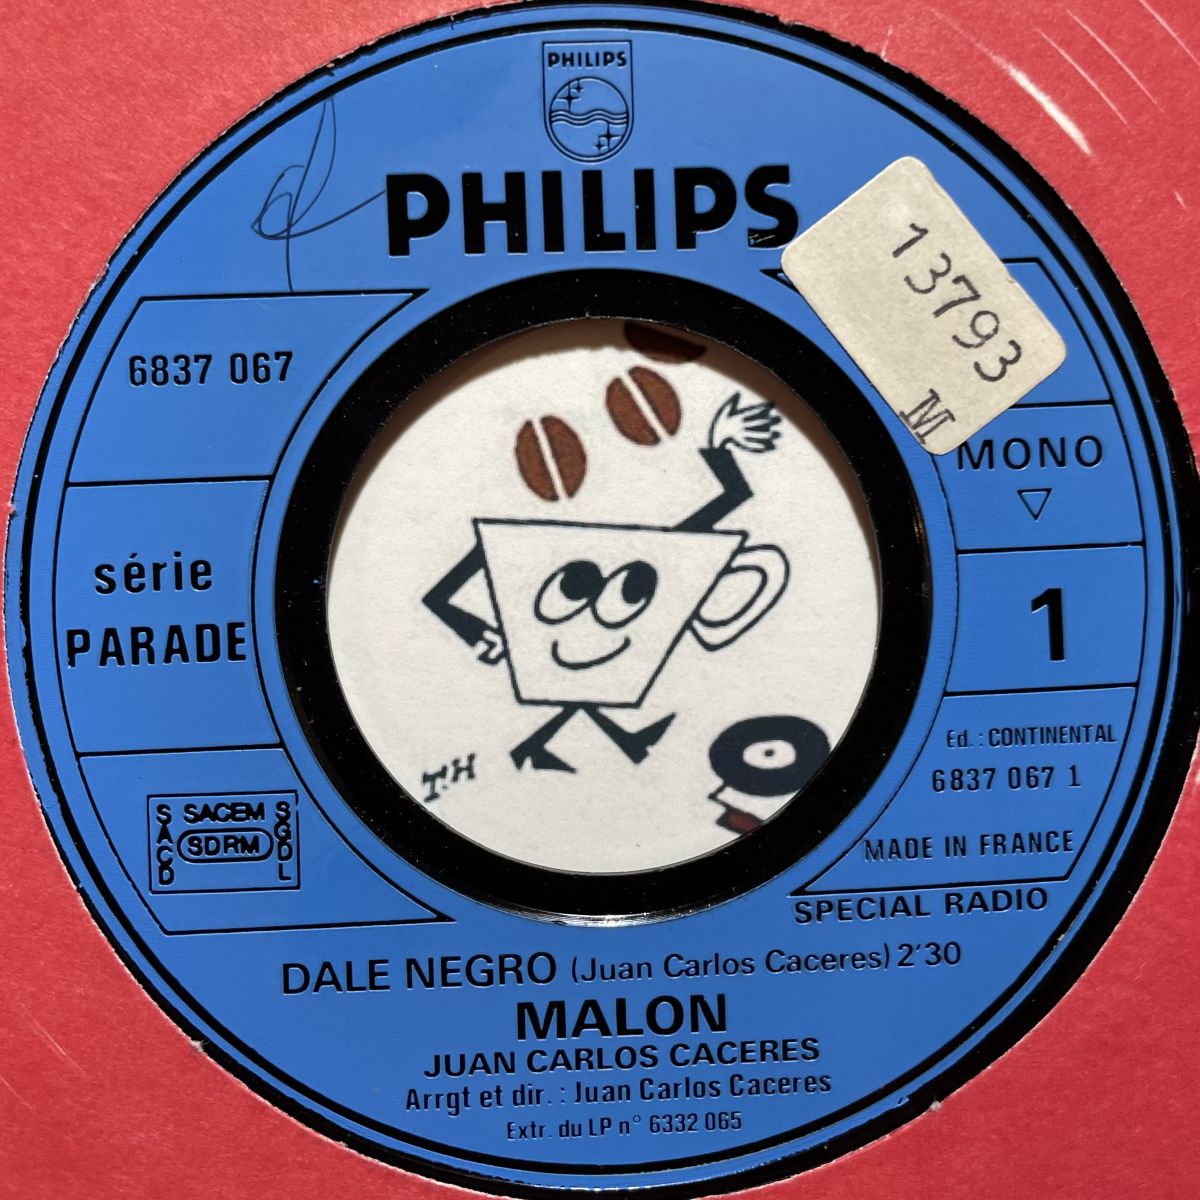 PHILIPS
PHILIPS
13793
M
6837 067
MONO
série
PARADE
1
Ed.: CONTINENTAL
6837 067 1
SACD
SACEM
SDRM
SGDL
MADE IN FRANCE
SPECIAL RADIO
T.H
DALE NEGRO (Juan Carlos Caceres) 2'30
MALON
JUAN CARLOS CACERES
Arrgt et dir. : Juan Carlos Caceres
Extr. du LP n° 6332 065